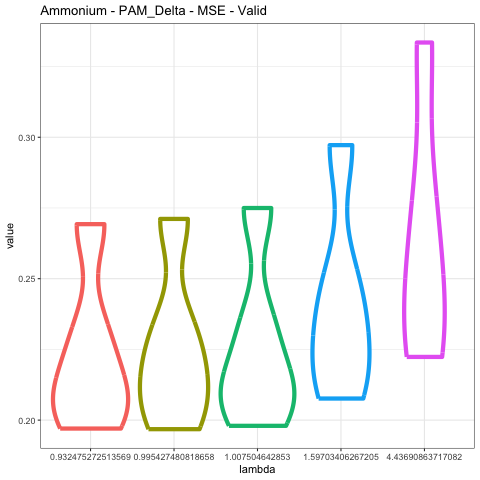 Ammonium - PAM_Delta - MSE - Valid
value
0.30
0.25
0.20
0.932475272513569 0.995427480818658 1.007504642853 1.59703406267205 4.43690863717082
lambda